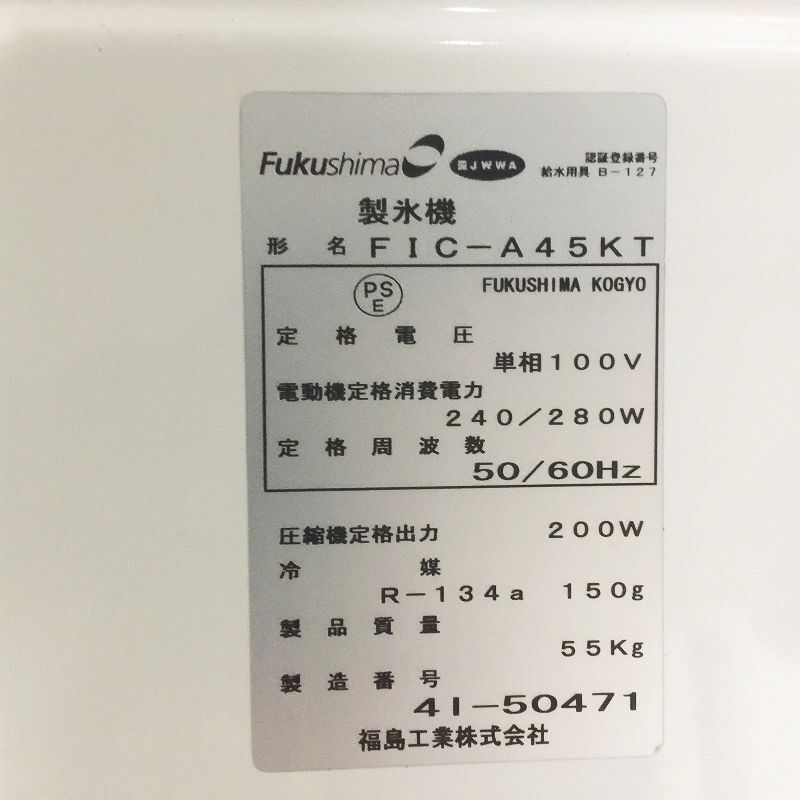 Fukushima JWWA 認証登録番号
給水用具 B-127
製氷機
形名 FIC-A45KT
PSE FUKUSHIMA KOGYO
定格電圧
単相100V
電動機定格消費電力
240/280W
定格周波数
50/60Hz
圧縮機定格出力 200W
冷媒
R-134a 150g
製品質量
55Kg
製造番号
41-50471
福島工業株式会社